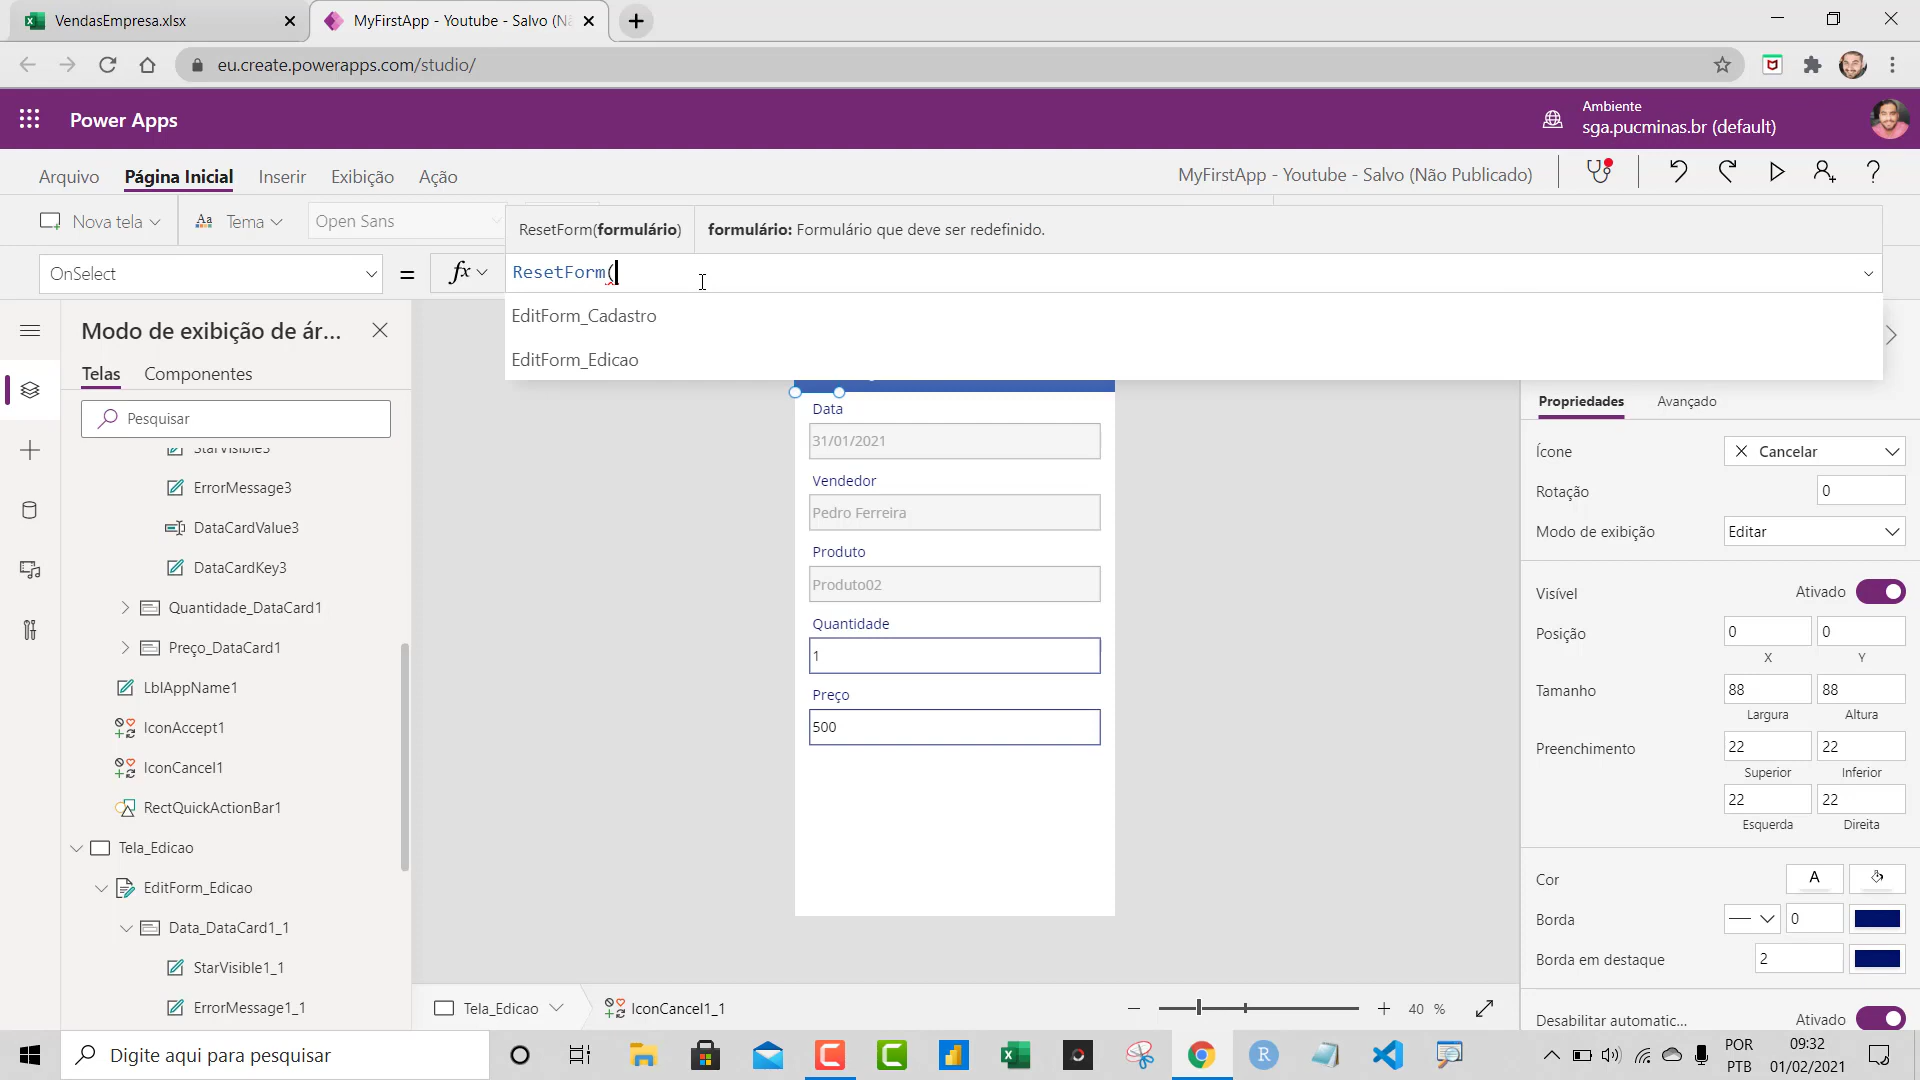 VendasEmpresa.xlsx
MyFirstApp - Youtube - Salvo (Nã
eu.create.powerapps.com/studio/
Power Apps
Ambiente
sga.pucminas.br (default)
Arquivo
Página Inicial
Inserir
Exibição
Ação
MyFirstApp - Youtube - Salvo (Não Publicado)
Nova tela
Tema
Open Sans
ResetForm(formulário)
formulário: Formulário que deve ser redefinido.
OnSelect
=
fx
ResetForm(
EditForm_Cadastro
EditForm_Edicao
Modo de exibição de ár...
Telas
Componentes
Pesquisar
StarVisible3
ErrorMessage3
DataCardValue3
DataCardKey3
Quantidade_DataCard1
Preço_DataCard1
LblAppName1
IconAccept1
IconCancel1
RectQuickActionBar1
Tela_Edicao
EditForm_Edicao
Data_DataCard1_1
StarVisible1_1
ErrorMessage1_1
Data
31/01/2021
Vendedor
Pedro Ferreira
Produto
Produto02
Quantidade
1
Preço
500
Tela_Edicao
IconCancel1_1
40 %
Propriedades
Avançado
Ícone
Cancelar
Rotação
0
Modo de exibição
Editar
Visível
Ativado
Posição
0
0
X
Y
Tamanho
88
88
Largura
Altura
Preenchimento
22
22
Superior
Inferior
22
22
Esquerda
Direita
Cor
A
Borda
0
Borda em destaque
2
Desabilitar automatic...
Ativado
Digite aqui para pesquisar
POR
PTB
09:32
01/02/2021